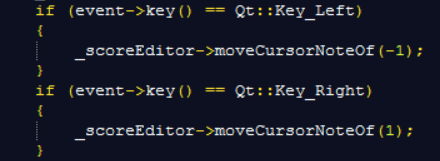 if (event->key() == Qt::Key_Left)
{
_scoreEditor->moveCursorNoteOf(-1);
}
if (event->key() == Qt::Key_Right)
{
_scoreEditor->moveCursorNoteOf(1);
}